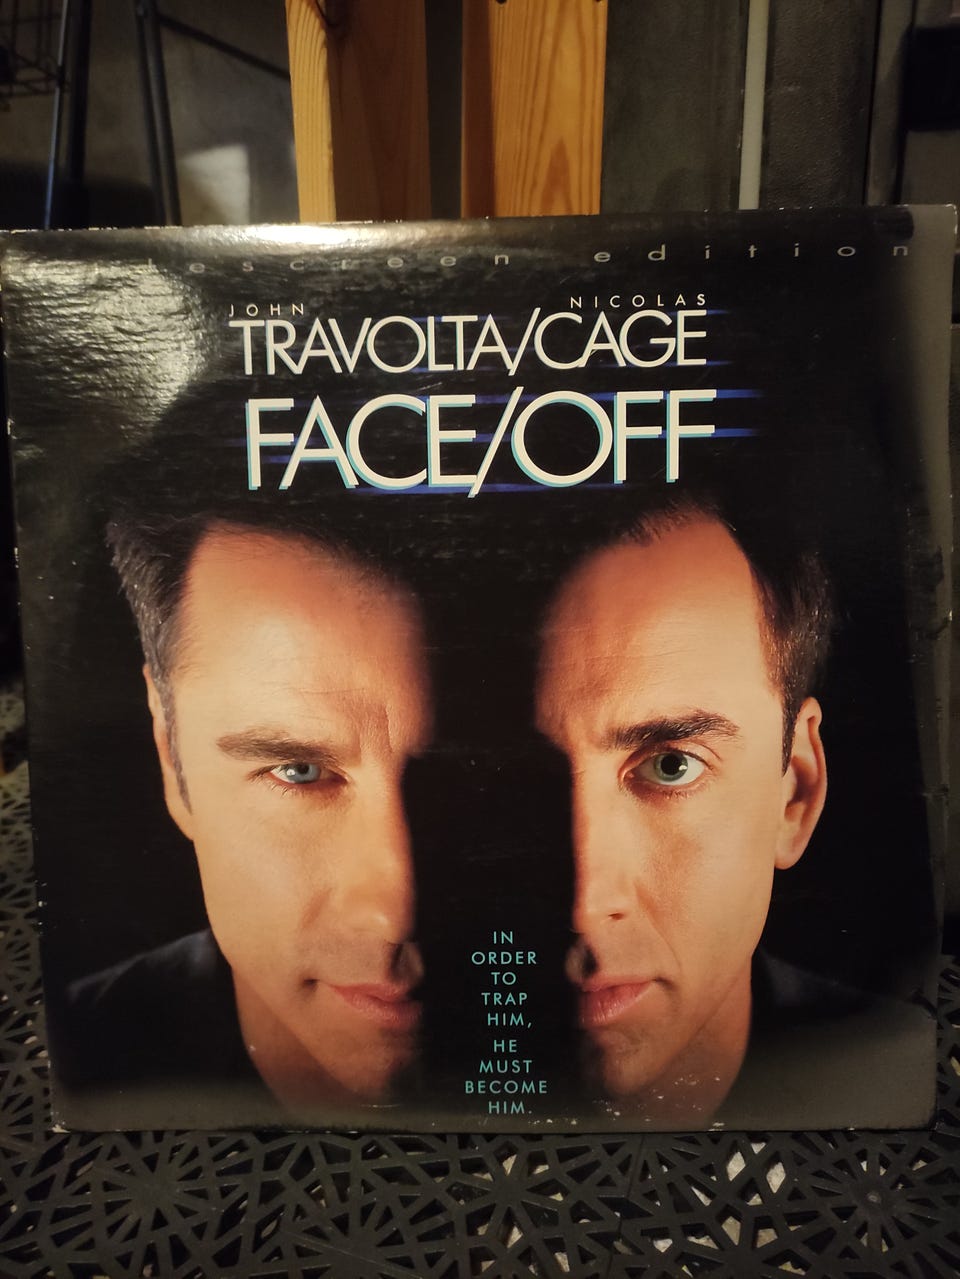 edition
JOHN NICOLAS
TRAVOLTA/CAGE
FACE/OFF
IN
ORDER
TO
TRAP
HIM,
HE
MUST
BECOME
HIM.